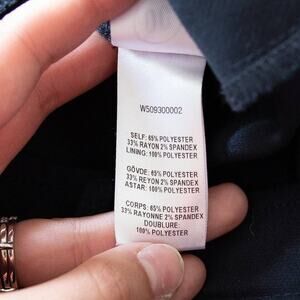 W509300002
SELF: 65% POLYESTER
33% RAYON 2% SPANDEX
LINING: 100% POLYESTER
GÖVDE: 65% POLYESTER
33% REYON 2% SPANDEX
ASTAR: 100% POLYESTER
CORPS: 65% POLYESTER
33% RAYONNE 2% SPANDEX
DOUBLURE:
100% POLYESTER